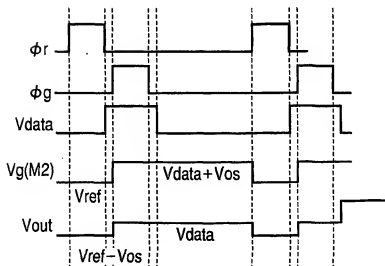 φr
φg
Vdata
Vg(M2)
Vdata+Vos
Vref
Vout
Vdata
Vref-Vos